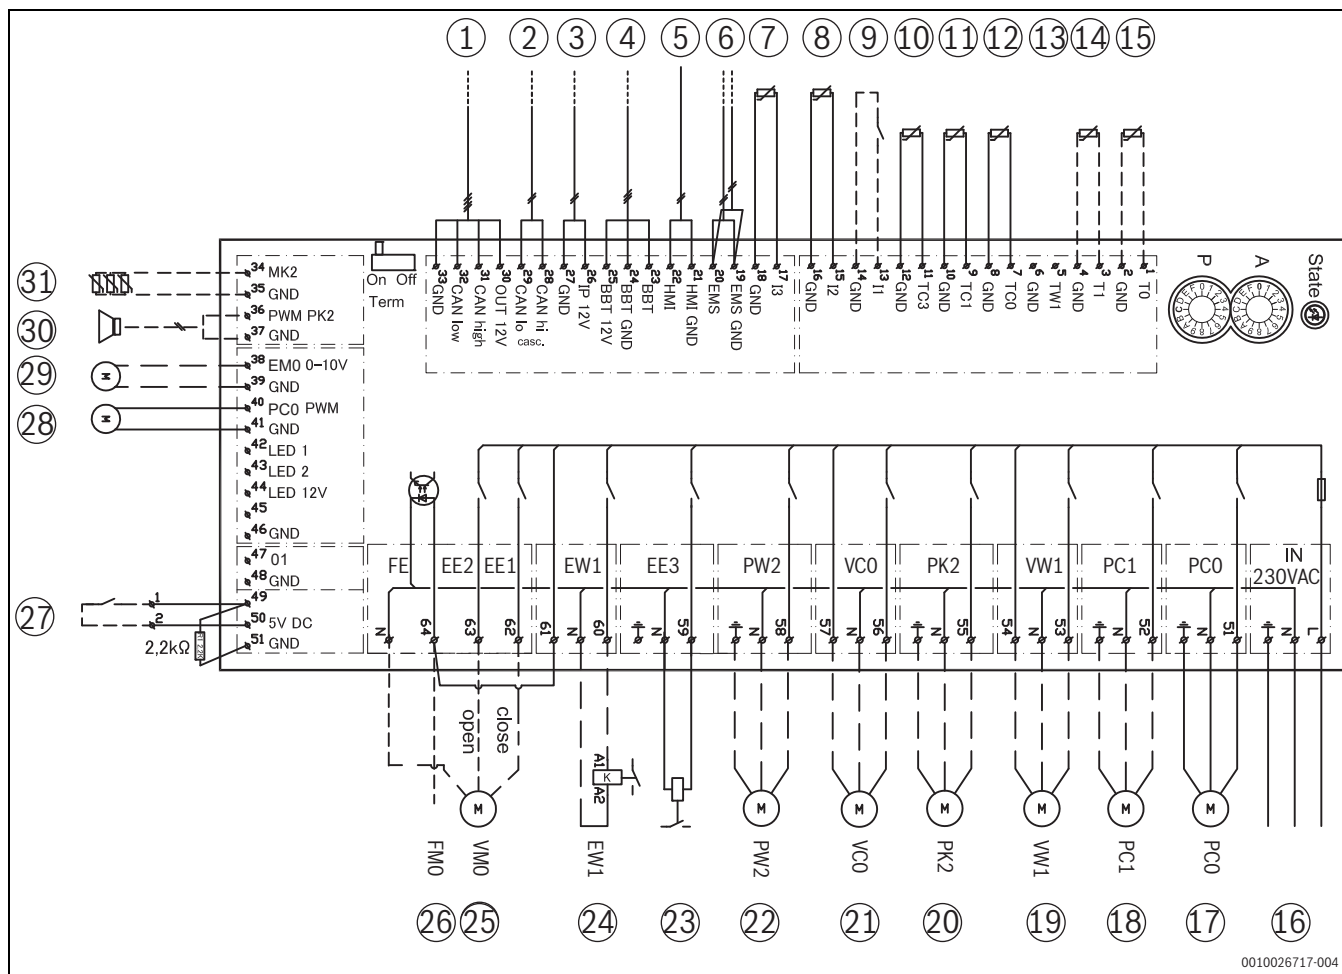 1 2 3 4 5 6 7 8 9 10 11 12 13 14 15
33 GND
32 CAN low
31 CAN high
30 OUT 12V
29 CAN lo
28 CAN hi
casc.
27 GND
26 IP 12V
25 BBT 12V
24 BBT GND
23 BBT
22 HMI
21 HMI GND
20 EMS
19 EMS GND
18 GND
17 I3
16 GND
15 I2
14 GND
13 I1
12 GND
11 TC3
10 GND
9 TC1
8 GND
7 TC0
6 GND
5 TW1
4 GND
3 T1
2 GND
1 T0
P
A
State
On Off
Term
31
34 MK2
35 GND
30
36 PWM PK2
37 GND
29
M
38 EM0 0-10V
39 GND
28
M
40 PC0 PWM
41 GND
42 LED 1
43 LED 2
44 LED 12V
45
46 GND
47 01
48 GND
27
1
2
49
50 5V DC
51 GND
2,2kΩ
FE EE2 EE1 EW1 EE3 PW2 VC0 PK2 VW1 PC1 PC0
IN
230VAC
N 64 63 62 61 N 60 N 59 N 58 57 N 56 N 55 54 N 53 N 52 N 51 N L
open
close
A1
K
A2
M M M M M M M
FM0 VM0 EW1 PW2 VC0 PK2 VW1 PC1 PC0
26 25 24 23 22 21 20 19 18 17 16
0010026717-004